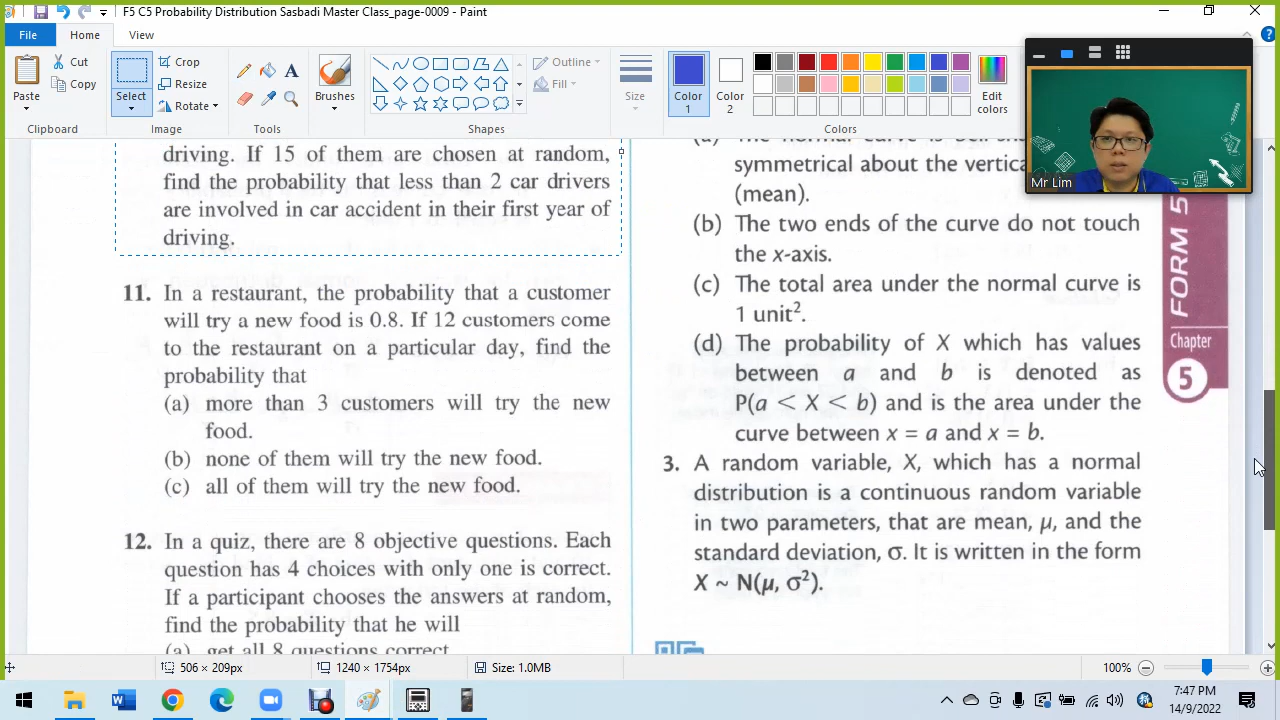 F5 C5 Probability Distribution Sasbadi Master Class_page-0009 - Paint
File Home View
Paste
Cut
Copy
Clipboard
Select
Crop
Resize
Rotate
Image
Tools
Brushes
Shapes
Outline
Fill
Size
Color 1
Color 2
Colors
Edit colors
Mr Lim
driving. If 15 of them are chosen at random,
find the probability that less than 2 car drivers
are involved in car accident in their first year of
driving.
11. In a restaurant, the probability that a customer
will try a new food is 0.8. If 12 customers come
to the restaurant on a particular day, find the
probability that
(a) more than 3 customers will try the new
food.
(b) none of them will try the new food.
(c) all of them will try the new food.
12. In a quiz, there are 8 objective questions. Each
question has 4 choices with only one is correct.
If a participant chooses the answers at random,
find the probability that he will
(a) get all 8 questions correct
symmetrical about the
(mean).
(b) The two ends of the curve do not touch
the x-axis.
(c) The total area under the normal curve is
1 unit².
(d) The probability of X which has values
between a and b is denoted as
P(a < X < b) and is the area under the
curve between x = a and x = b.
3. A random variable, X, which has a normal
distribution is a continuous random variable
in two parameters, that are mean, μ, and the
standard deviation, σ. It is written in the form
X ~ N(μ, σ²).
FORM 5
Chapter
5
506 × 209px
1240 × 1754px
Size: 1.0MB
100%
7:47 PM
14/9/2022